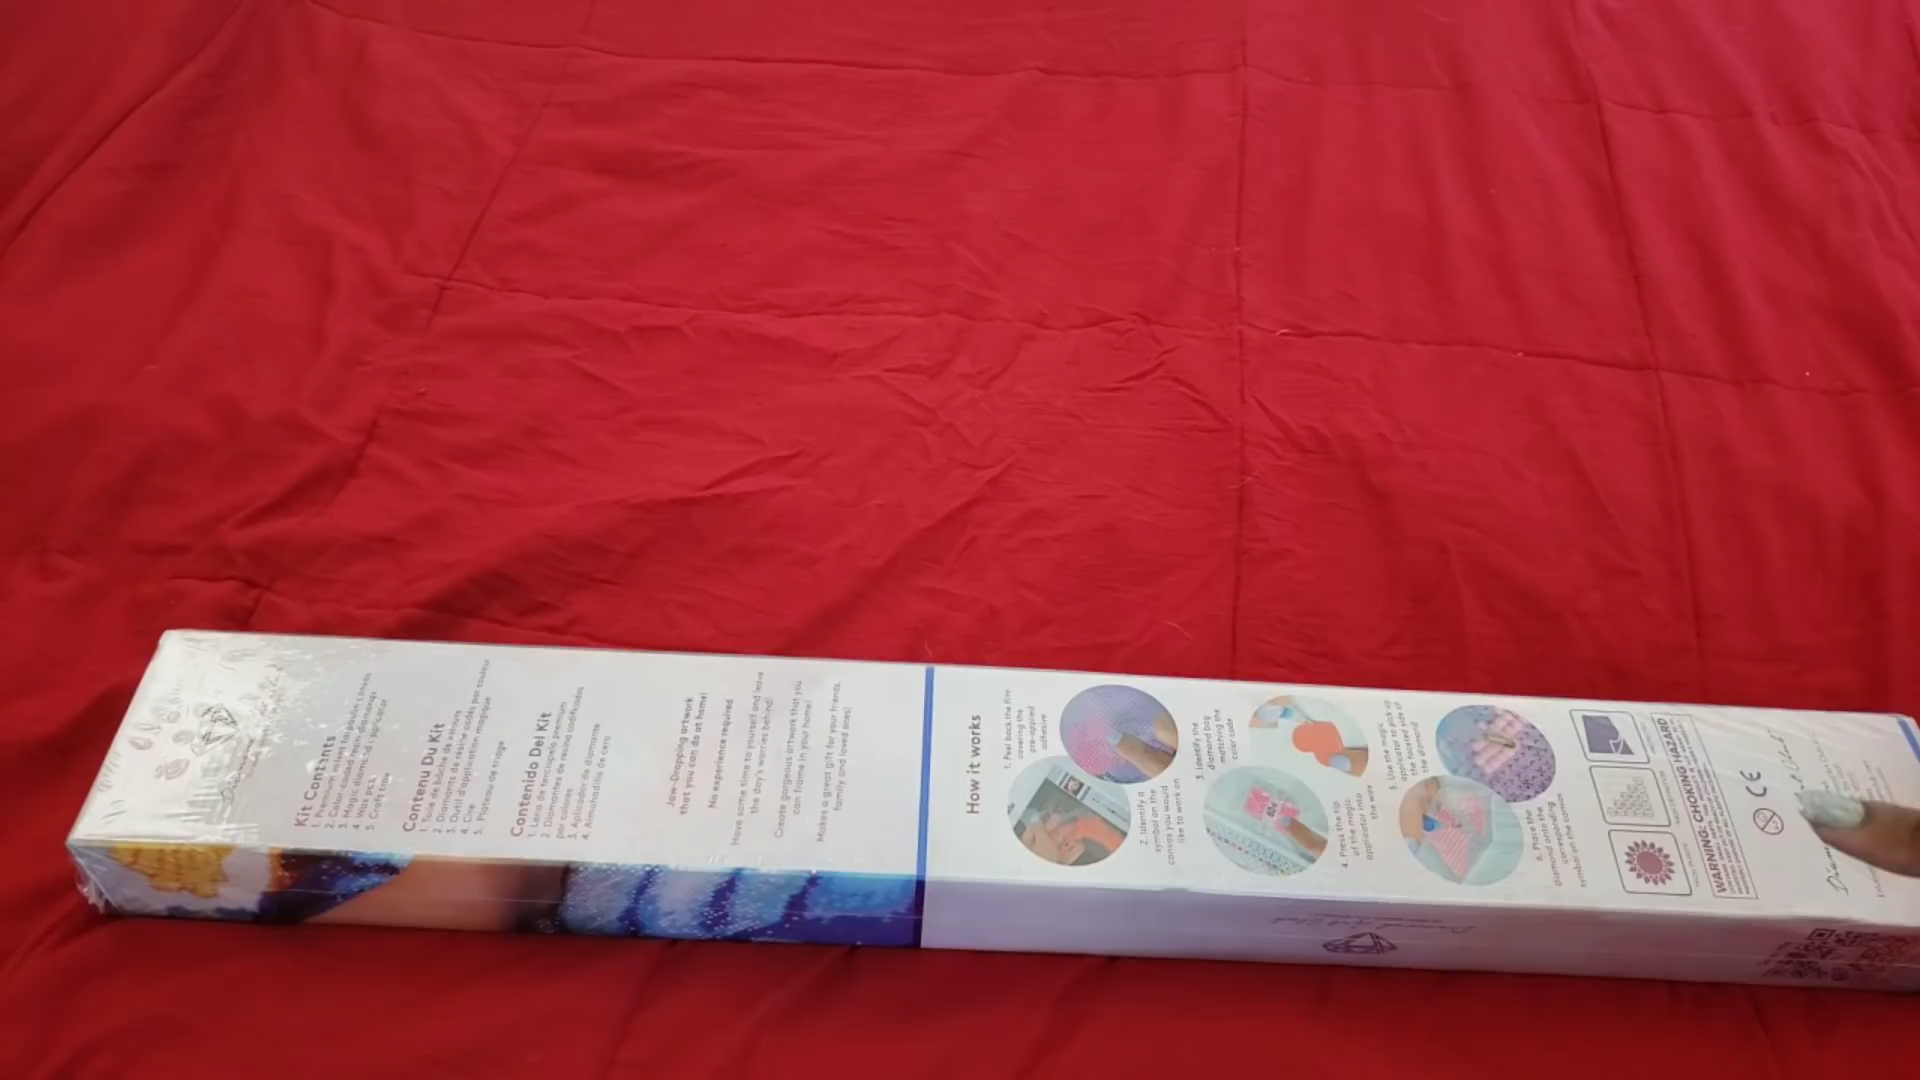 Kit Contents
1. Premium velvet tarpaulin canvas
2. Color-coded resin diamonds
3. Magic diamond applicator
4. Wax PCS
5. Craft tray
Contenu Du Kit
1. Toile de bâche de velours
2. Diamants de résine codés par couleur
3. Outil d'application magique
4. Cire
5. Plateau de triage
Contenido Del Kit
1. Lona de terciopelo premium
2. Diamantes de resina codificados
por colores
3. Aplicador de diamante
4. Almohadilla de cera
Jaw-Dropping artwork
that you can do at home!
No experience required
Have some time to yourself and leave
the day's worries behind!
Create gorgeous artwork that you
can frame in your home!
Makes a great gift for your friends,
family and loved ones!
How it works
1. Peel back the film
covering the
pre-applied
adhesive
2. Identify a
symbol on the
canvas you would
like to work on
3. Identify the
diamond bag
matching the
color code
4. Press the tip
of the magic
applicator into
the wax
5. Use the magic
applicator to pick up
the faceted side of
the diamond
6. Place the
diamond onto the
corresponding
symbol on the canvas
WARNING: CHOKING HAZARD
CE